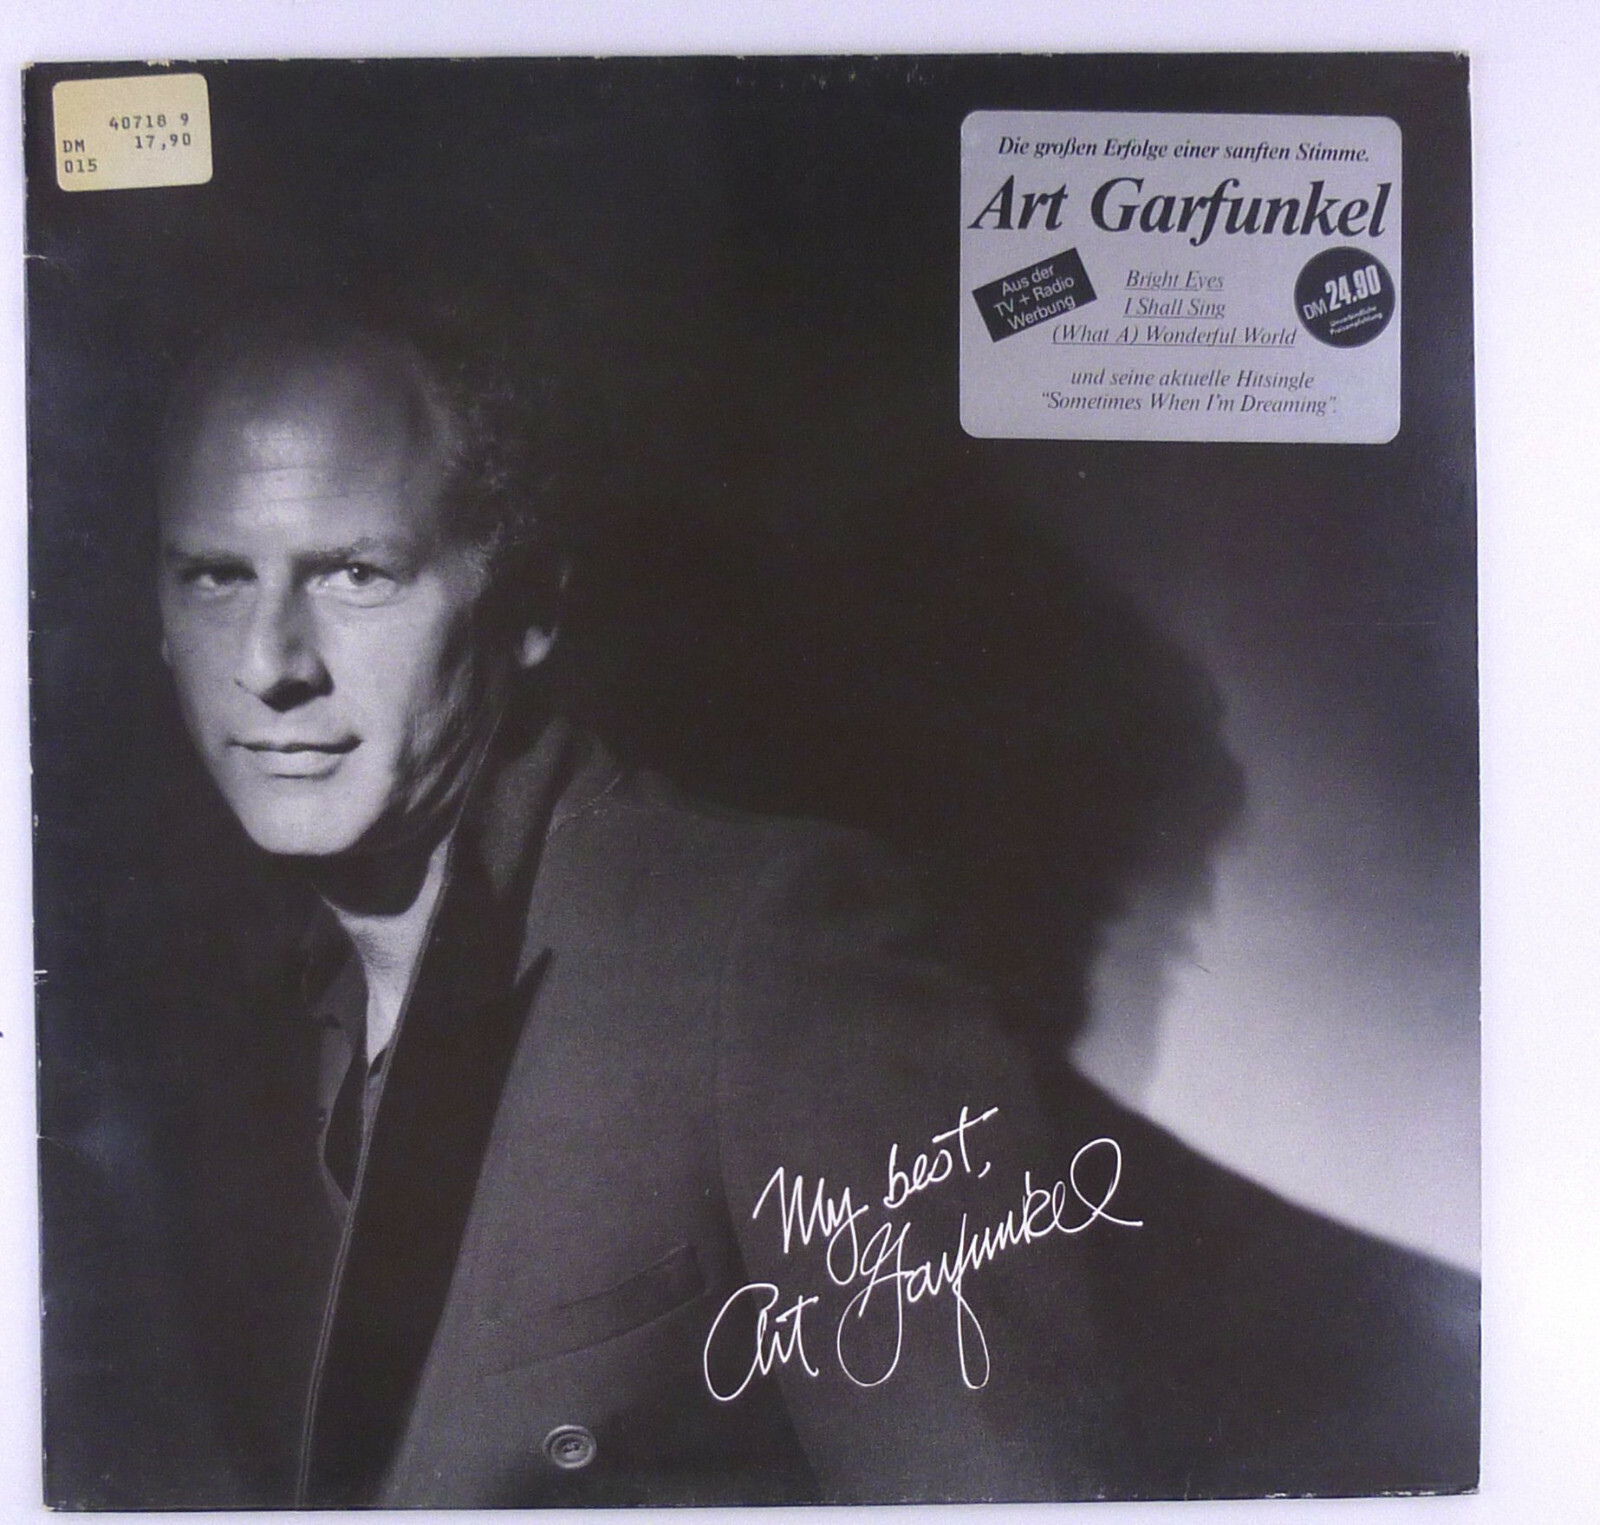 40718 9
DM 17,90
015
Die großen Erfolge einer sanften Stimme.
Art Garfunkel
Aus der
TV + Radio
Werbung
Bright Eyes
I Shall Sing
(What A) Wonderful World
DM 24.90
Unverbindliche
Preisempfehlung
und seine aktuelle Hitsingle
"Sometimes When I'm Dreaming".
My best,
Art Garfunkel